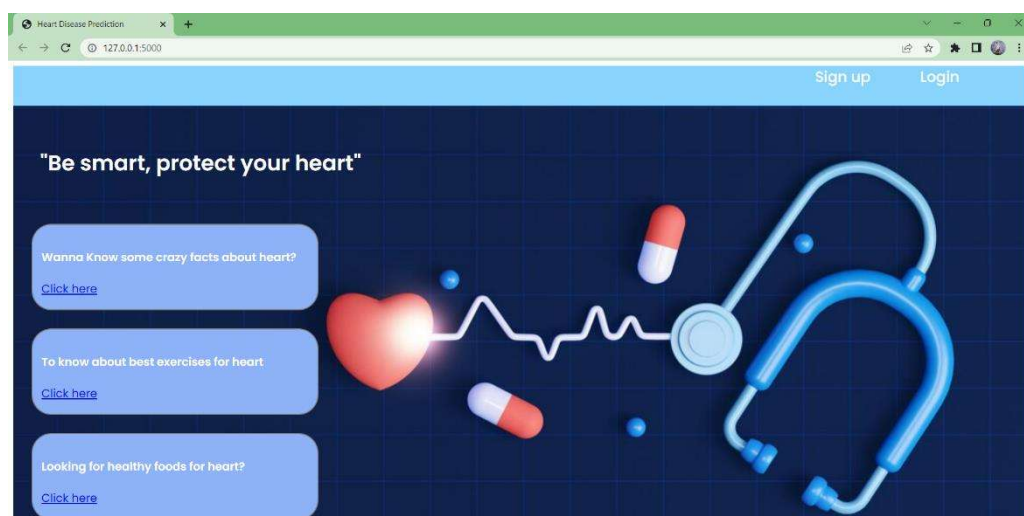 Heart Disease Prediction
127.0.0.1:5000
Sign up Login
"Be smart, protect your heart"
Wanna Know some crazy facts about heart?
Click here
To know about best exercises for heart
Click here
Looking for healthy foods for heart?
Click here